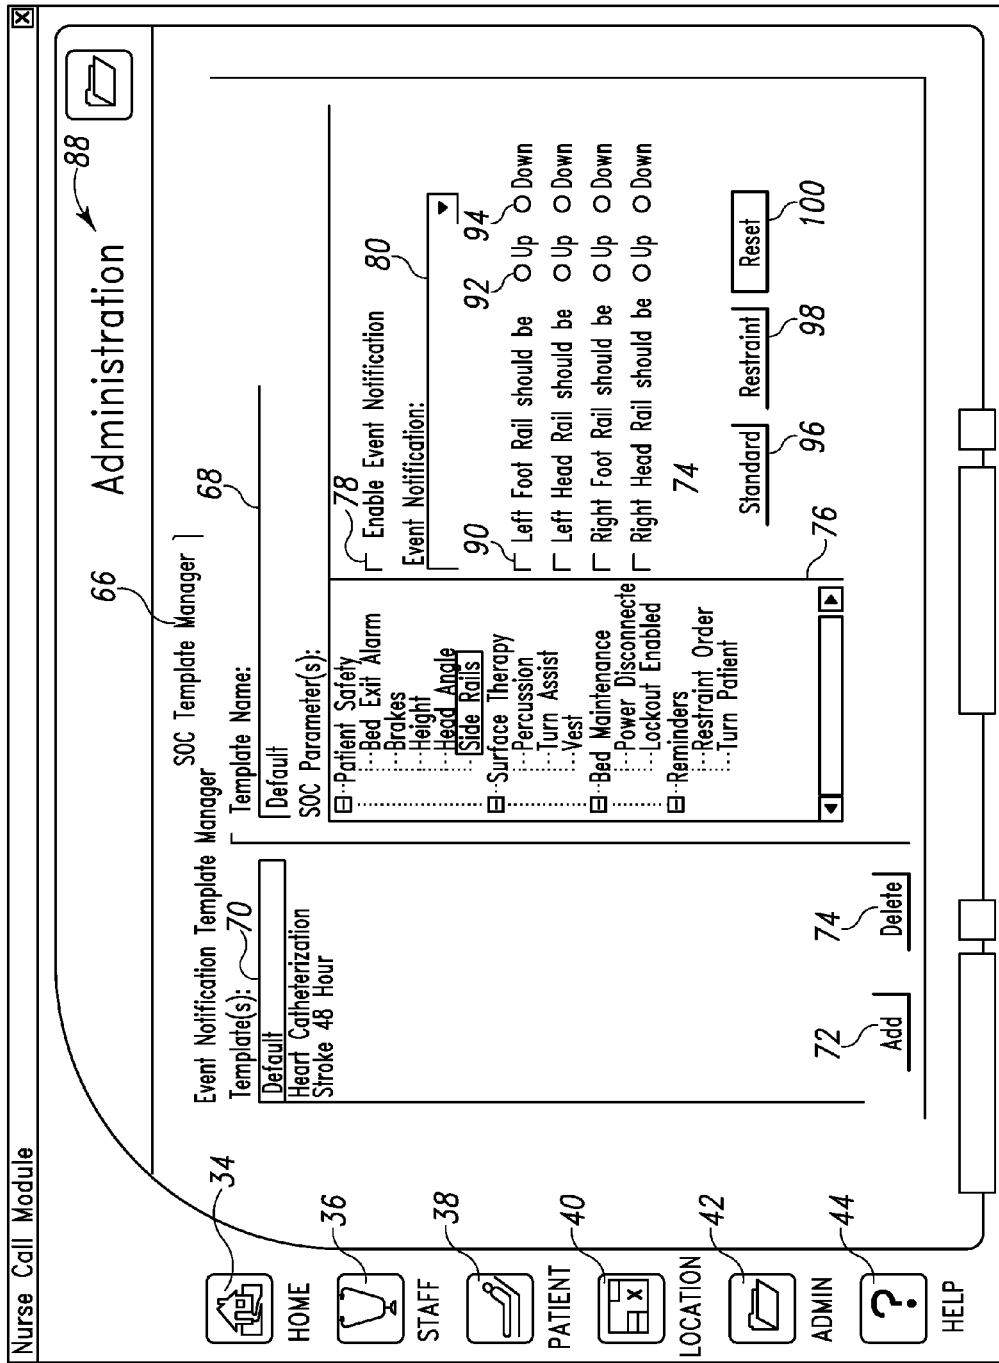 Nurse Call Module
X
Administration
88
66
SOC Template Manager
Event Notification Template Manager
Template(s):
70
Default
Heart Catheterization
Stroke 48 Hour
72
Add
74
Delete
Template Name:
68
Default
SOC Parameter(s):
Patient Safety
Bed Exit Alarm
Brakes
Height
Head Angle
Side Rails
Surface Therapy
Percussion
Turn Assist
Vest
Bed Maintenance
Power Disconnecte
Lockout Enabled
Reminders
Restraint Order
Turn Patient
76
78
Enable Event Notification
Event Notification:
80
90
92
94
Left Foot Rail should be Up Down
Left Head Rail should be Up Down
Right Foot Rail should be Up Down
Right Head Rail should be Up Down
74
Standard
96
Restraint
98
Reset
100
34
HOME
36
STAFF
38
PATIENT
40
X
LOCATION
42
ADMIN
44
?
HELP